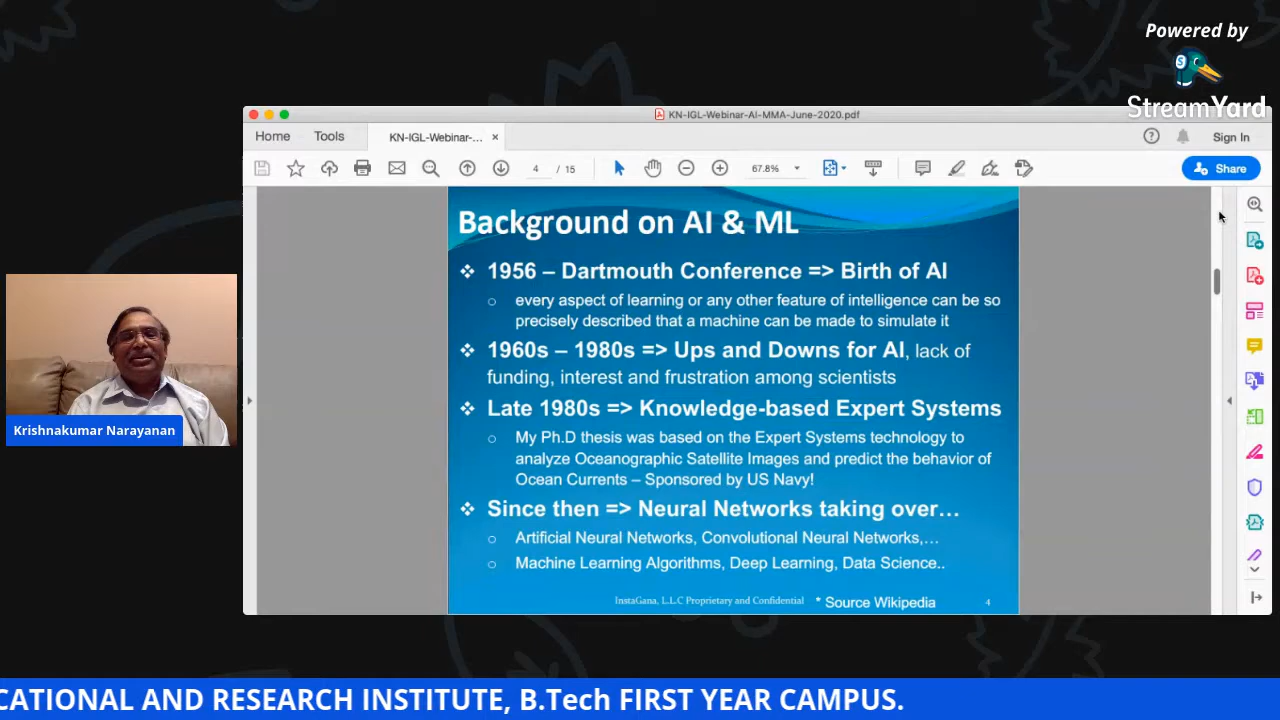 Powered by
StreamYard
KN-IGL-Webinar-AI-MMA-June-2020.pdf
Home
Tools
KN-IGL-Webinar-...
Sign In
4 / 15
67.8%
Share
Background on AI & ML
❖ 1956 – Dartmouth Conference => Birth of AI
○ every aspect of learning or any other feature of intelligence can be so
precisely described that a machine can be made to simulate it
❖ 1960s – 1980s => Ups and Downs for AI, lack of
funding, interest and frustration among scientists
❖ Late 1980s => Knowledge-based Expert Systems
○ My Ph.D thesis was based on the Expert Systems technology to
analyze Oceanographic Satellite Images and predict the behavior of
Ocean Currents – Sponsored by US Navy!
❖ Since then => Neural Networks taking over…
○ Artificial Neural Networks, Convolutional Neural Networks,…
○ Machine Learning Algorithms, Deep Learning, Data Science..
InstaGana, L.L.C Proprietary and Confidential
* Source Wikipedia
4
Krishnakumar Narayanan
CATIONAL AND RESEARCH INSTITUTE, B.Tech FIRST YEAR CAMPUS.